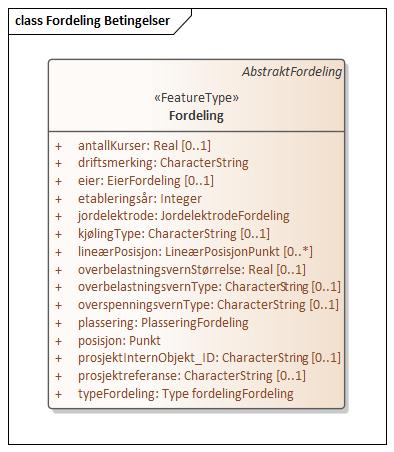 class Fordeling Betingelser
AbstraktFordeling
«FeatureType»
Fordeling
+ antallKurser: Real [0..1]
+ driftsmerking: CharacterString
+ eier: EierFordeling [0..1]
+ etableringsår: Integer
+ jordelektrode: JordelektrodeFordeling
+ kjølingType: CharacterString [0..1]
+ lineærPosisjon: LineærPosisjonPunkt [0..*]
+ overbelastningsvernStørrelse: Real [0..1]
+ overbelastningsvernType: CharacterString [0..1]
+ overspenningsvernType: CharacterString [0..1]
+ plassering: PlasseringFordeling
+ posisjon: Punkt
+ prosjektInternObjekt_ID: CharacterString [0..1]
+ prosjektreferanse: CharacterString [0..1]
+ typeFordeling: Type fordelingFordeling